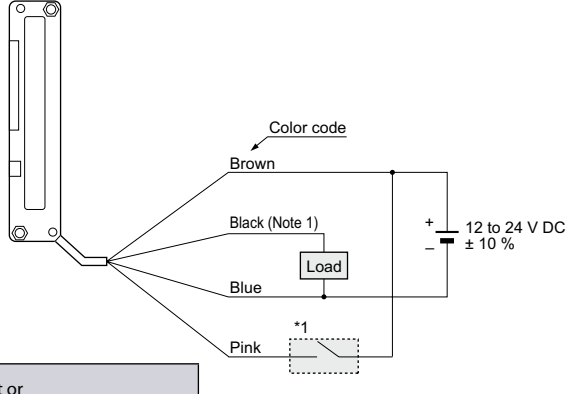 Color code
Brown
Black (Note 1)
+
12 to 24 V DC
–
± 10 %
Load
Blue
*1
Pink
or